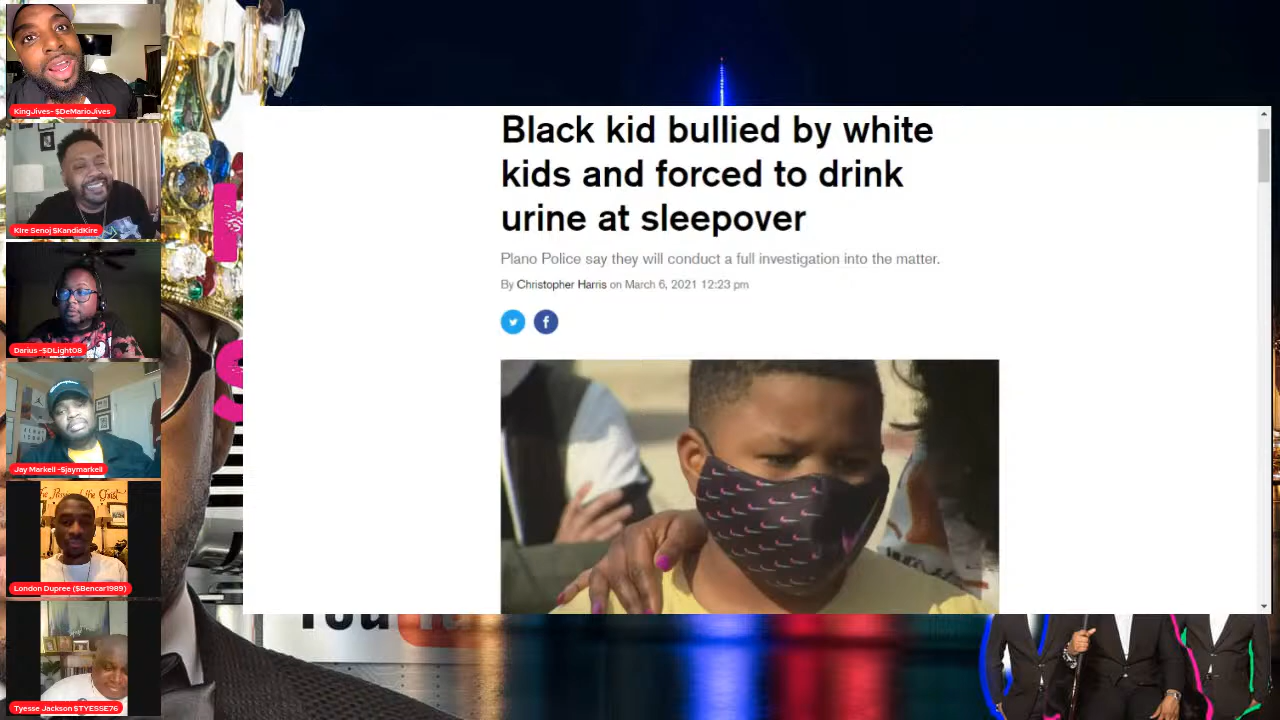 KingJives- $DeMarioJives
Kire Senoj $KandidKire
Darius -$DLight08
Jay Markell -$jaymarkell
London Dupree ($Bencar1989)
Tyesse Jackson $TYESSE76
Black kid bullied by white
kids and forced to drink
urine at sleepover
Plano Police say they will conduct a full investigation into the matter.
By Christopher Harris on March 6, 2021 12:23 pm